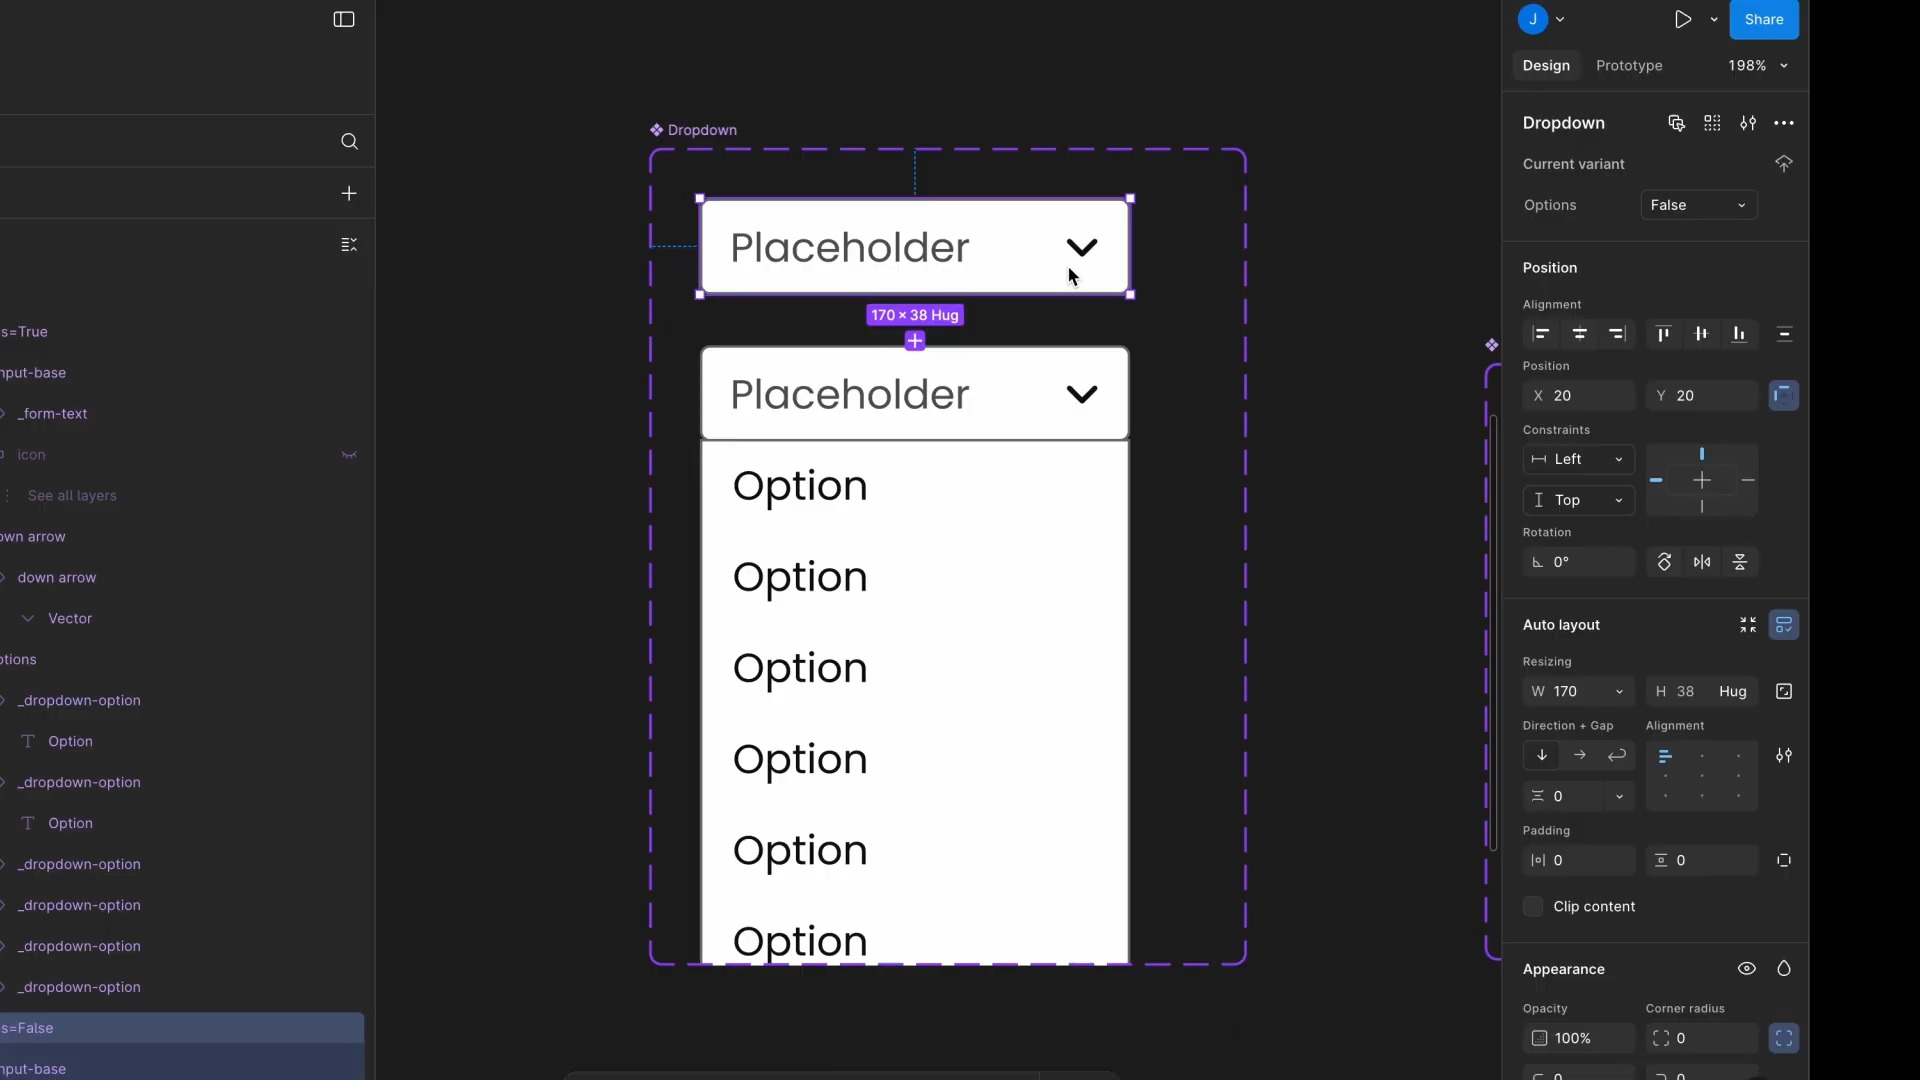 s=True
nput-base
_form-text
icon
See all layers
own arrow
down arrow
Vector
ptions
_dropdown-option
Option
_dropdown-option
Option
_dropdown-option
_dropdown-option
_dropdown-option
_dropdown-option
s=False
nput-base
Dropdown
Placeholder
170 × 38 Hug
Placeholder
Option
Option
Option
Option
Option
Option
J
Share
Design Prototype 198%
Dropdown
Current variant
Options False
Position
Alignment
Position
X 20 Y 20
Constraints
Left
Top
Rotation
0°
Auto layout
Resizing
W 170 H 38 Hug
Direction + Gap Alignment
0
Padding
0 0
Clip content
Appearance
Opacity Corner radius
100% 0